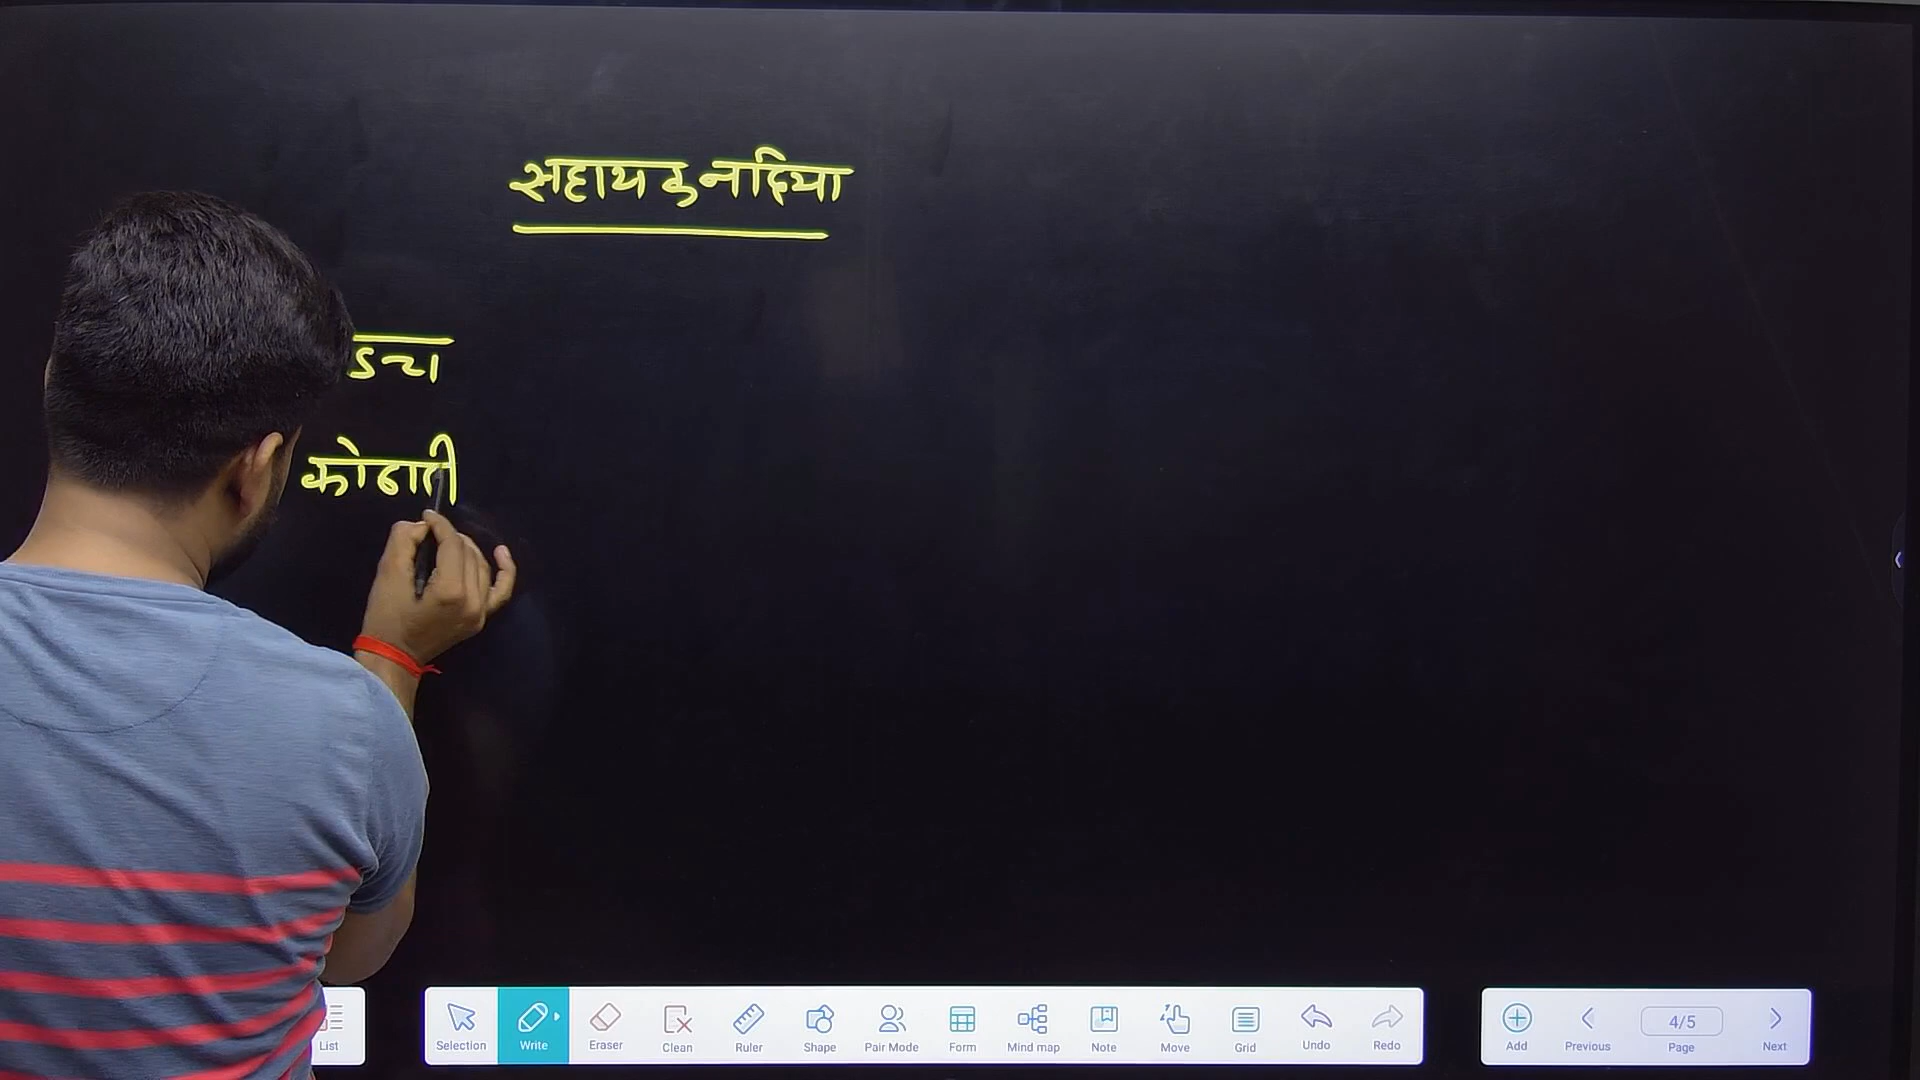 सहायक नदिया
डच
कोठारी
List
Selection Write Eraser Clean Ruler Shape Pair Mode Form Mind map Note Move Grid Undo Redo
Add Previous 4/5 Page Next